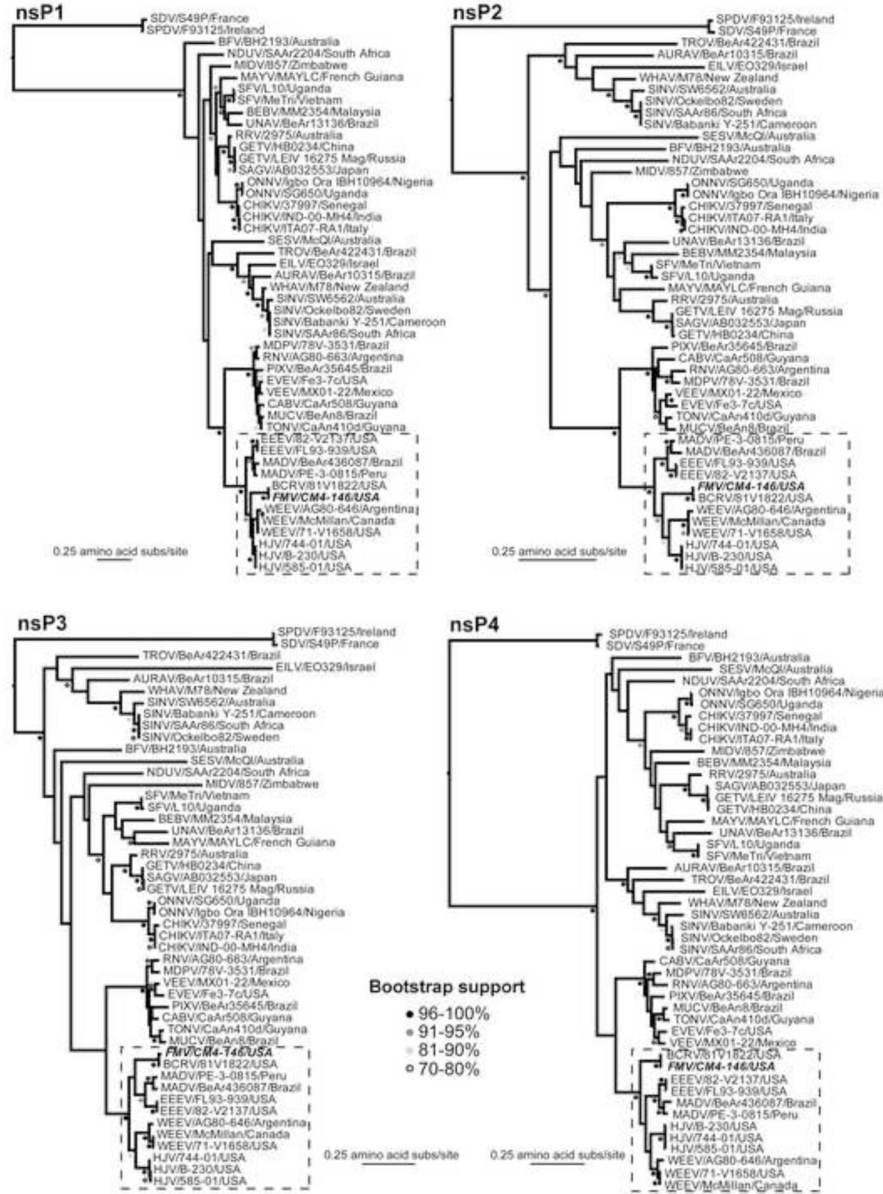 nsP1
SDV/S49P/France
SPDV/F93125/Ireland
BFV/BH2193/Australia
NDUV/SAAr2204/South Africa
MIDV/857/Zimbabwe
MAYV/MAYLC/French Guiana
SFV/L10/Uganda
SFV/MeTri/Vietnam
BEBV/MM2354/Malaysia
UNAV/BeAr13136/Brazil
RRV/2975/Australia
GETV/HB0234/China
GETV/LEIV 16275 Mag/Russia
SAGV/AB032553/Japan
ONNV/Igbo Ora IBH10964/Nigeria
ONNV/SG650/Uganda
CHIKV/37997/Senegal
CHIKV/IND-00-MH4/India
CHIKV/ITA07-RA1/Italy
SESV/McQI/Australia
TROV/BeAr422431/Brazil
EILV/EO329/Israel
AURAV/BeAr10315/Brazil
WHAV/M78/New Zealand
SINV/SW6562/Australia
SINV/Ockelbo82/Sweden
SINV/Babanki Y-251/Cameroon
SINV/SAAr86/South Africa
MDPV/78V-3531/Brazil
RNV/AG80-663/Argentina
PIXV/BeAr35645/Brazil
EVEV/Fe3-7c/USA
VEEV/MX01-22/Mexico
CABV/CaAr508/Guyana
MUCV/BeAn8/Brazil
TONV/CaAn410d/Guyana
EEEV/82-V2137/USA
EEEV/FL93-939/USA
MADV/BeAr436087/Brazil
MADV/PE-3-0815/Peru
BCRV/81V1822/USA
FMV/CM4-146/USA
WEEV/AG80-646/Argentina
WEEV/McMillan/Canada
WEEV/71-V1658/USA
HJV/744-01/USA
HJV/B-230/USA
HJV/585-01/USA
0.25 amino acid subs/site
nsP2
SPDV/F93125/Ireland
SDV/S49P/France
TROV/BeAr422431/Brazil
AURAV/BeAr10315/Brazil
EILV/EO329/Israel
WHAV/M78/New Zealand
SINV/SW6562/Australia
SINV/Ockelbo82/Sweden
SINV/SAAr86/South Africa
SINV/Babanki Y-251/Cameroon
SESV/McQI/Australia
BFV/BH2193/Australia
NDUV/SAAr2204/South Africa
MIDV/857/Zimbabwe
ONNV/SG650/Uganda
ONNV/Igbo Ora IBH10964/Nigeria
CHIKV/37997/Senegal
CHIKV/ITA07-RA1/Italy
CHIKV/IND-00-MH4/India
UNAV/BeAr13136/Brazil
BEBV/MM2354/Malaysia
SFV/MeTri/Vietnam
SFV/L10/Uganda
MAYV/MAYLC/French Guiana
RRV/2975/Australia
GETV/LEIV 16275 Mag/Russia
SAGV/AB032553/Japan
GETV/HB0234/China
PIXV/BeAr35645/Brazil
CABV/CaAr508/Guyana
RNV/AG80-663/Argentina
MDPV/78V-3531/Brazil
VEEV/MX01-22/Mexico
EVEV/Fe3-7c/USA
TONV/CaAn410d/Guyana
MUCV/BeAn8/Brazil
MADV/PE-3-0815/Peru
MADV/BeAr436087/Brazil
EEEV/FL93-939/USA
EEEV/82-V2137/USA
FMV/CM4-146/USA
BCRV/81V1822/USA
WEEV/AG80-646/Argentina
WEEV/McMillan/Canada
WEEV/71-V1658/USA
HJV/744-01/USA
HJV/B-230/USA
HJV/585-01/USA
0.25 amino acid subs/site
nsP3
SPDV/F93125/Ireland
SDV/S49P/France
TROV/BeAr422431/Brazil
EILV/EO329/Israel
AURAV/BeAr10315/Brazil
WHAV/M78/New Zealand
SINV/SW6562/Australia
SINV/Babanki Y-251/Cameroon
SINV/SAAr86/South Africa
SINV/Ockelbo82/Sweden
BFV/BH2193/Australia
SESV/McQI/Australia
NDUV/SAAr2204/South Africa
MIDV/857/Zimbabwe
SFV/MeTri/Vietnam
SFV/L10/Uganda
BEBV/MM2354/Malaysia
UNAV/BeAr13136/Brazil
MAYV/MAYLC/French Guiana
RRV/2975/Australia
GETV/HB0234/China
SAGV/AB032553/Japan
GETV/LEIV 16275 Mag/Russia
ONNV/SG650/Uganda
ONNV/Igbo Ora IBH10964/Nigeria
CHIKV/37997/Senegal
CHIKV/ITA07-RA1/Italy
CHIKV/IND-00-MH4/India
RNV/AG80-663/Argentina
MDPV/78V-3531/Brazil
VEEV/MX01-22/Mexico
EVEV/Fe3-7c/USA
PIXV/BeAr35645/Brazil
CABV/CaAr508/Guyana
TONV/CaAn410d/Guyana
MUCV/BeAn8/Brazil
FMV/CM4-146/USA
BCRV/81V1822/USA
MADV/PE-3-0815/Peru
MADV/BeAr436087/Brazil
EEEV/FL93-939/USA
EEEV/82-V2137/USA
WEEV/AG80-646/Argentina
WEEV/McMillan/Canada
WEEV/71-V1658/USA
HJV/744-01/USA
HJV/B-230/USA
HJV/585-01/USA
0.25 amino acid subs/site
Bootstrap support
96-100%
91-95%
81-90%
70-80%
nsP4
SPDV/F93125/Ireland
SDV/S49P/France
BFV/BH2193/Australia
SESV/McQI/Australia
NDUV/SAAr2204/South Africa
ONNV/Igbo Ora IBH10964/Nigeria
ONNV/SG650/Uganda
CHIKV/37997/Senegal
CHIKV/IND-00-MH4/India
CHIKV/ITA07-RA1/Italy
MIDV/857/Zimbabwe
BEBV/MM2354/Malaysia
RRV/2975/Australia
SAGV/AB032553/Japan
GETV/LEIV 16275 Mag/Russia
GETV/HB0234/China
MAYV/MAYLC/French Guiana
UNAV/BeAr13136/Brazil
SFV/L10/Uganda
SFV/MeTri/Vietnam
AURAV/BeAr10315/Brazil
TROV/BeAr422431/Brazil
EILV/EO329/Israel
WHAV/M78/New Zealand
SINV/SW6562/Australia
SINV/Babanki Y-251/Cameroon
SINV/Ockelbo82/Sweden
SINV/SAAr86/South Africa
CABV/CaAr508/Guyana
MDPV/78V-3531/Brazil
RNV/AG80-663/Argentina
PIXV/BeAr35645/Brazil
MUCV/BeAn8/Brazil
TONV/CaAn410d/Guyana
EVEV/Fe3-7c/USA
VEEV/MX01-22/Mexico
BCRV/81V1822/USA
FMV/CM4-146/USA
EEEV/82-V2137/USA
EEEV/FL93-939/USA
MADV/BeAr436087/Brazil
MADV/PE-3-0815/Peru
HJV/B-230/USA
HJV/744-01/USA
HJV/585-01/USA
WEEV/AG80-646/Argentina
WEEV/71-V1658/USA
WEEV/McMillan/Canada
0.25 amino acid subs/site